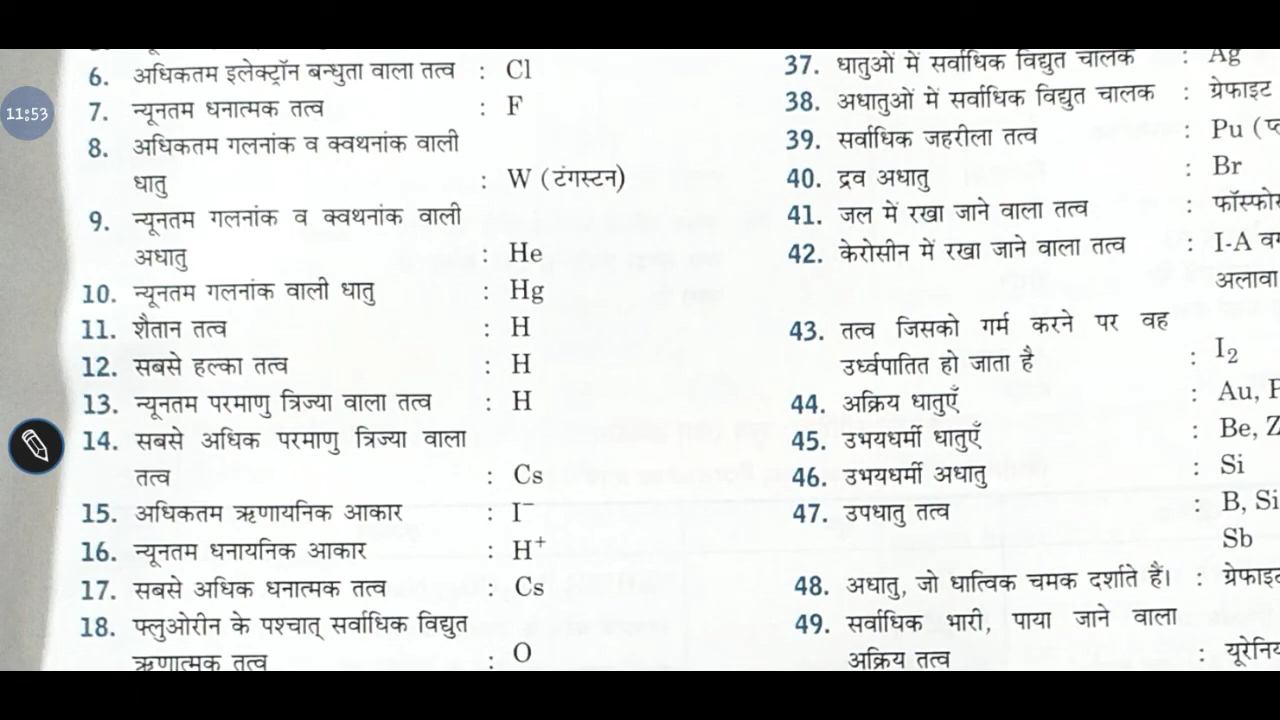 11:53
6. अधिकतम इलेक्ट्रॉन बन्धुता वाला तत्व : Cl
7. न्यूनतम धनात्मक तत्व : F
8. अधिकतम गलनांक व क्वथनांक वाली
धातु : W (टंगस्टन)
9. न्यूनतम गलनांक व क्वथनांक वाली
अधातु : He
10. न्यूनतम गलनांक वाली धातु : Hg
11. शैतान तत्व : H
12. सबसे हल्का तत्व : H
13. न्यूनतम परमाणु त्रिज्या वाला तत्व : H
14. सबसे अधिक परमाणु त्रिज्या वाला
तत्व : Cs
15. अधिकतम ऋणायनिक आकार : I⁻
16. न्यूनतम धनायनिक आकार : H⁺
17. सबसे अधिक धनात्मक तत्व : Cs
18. फ्लुओरीन के पश्चात् सर्वाधिक विद्युत
ऋणात्मक तत्व : O
37. धातुओं में सर्वाधिक विद्युत चालक : Ag
38. अधातुओं में सर्वाधिक विद्युत चालक : ग्रेफाइट
39. सर्वाधिक जहरीला तत्व : Pu
40. द्रव अधातु : Br
41. जल में रखा जाने वाला तत्व :
42. केरोसीन में रखा जाने वाला तत्व : I-A
अलावा
43. तत्व जिसको गर्म करने पर वह
उर्ध्वपातित हो जाता है : I₂
44. अक्रिय धातुएँ : Au,
45. उभयधर्मी धातुएँ : Be,
46. उभयधर्मी अधातु : Si
47. उपधातु तत्व : B, Si
Sb
48. अधातु, जो धात्विक चमक दर्शाते हैं। :
49. सर्वाधिक भारी, पाया जाने वाला
अक्रिय तत्व :